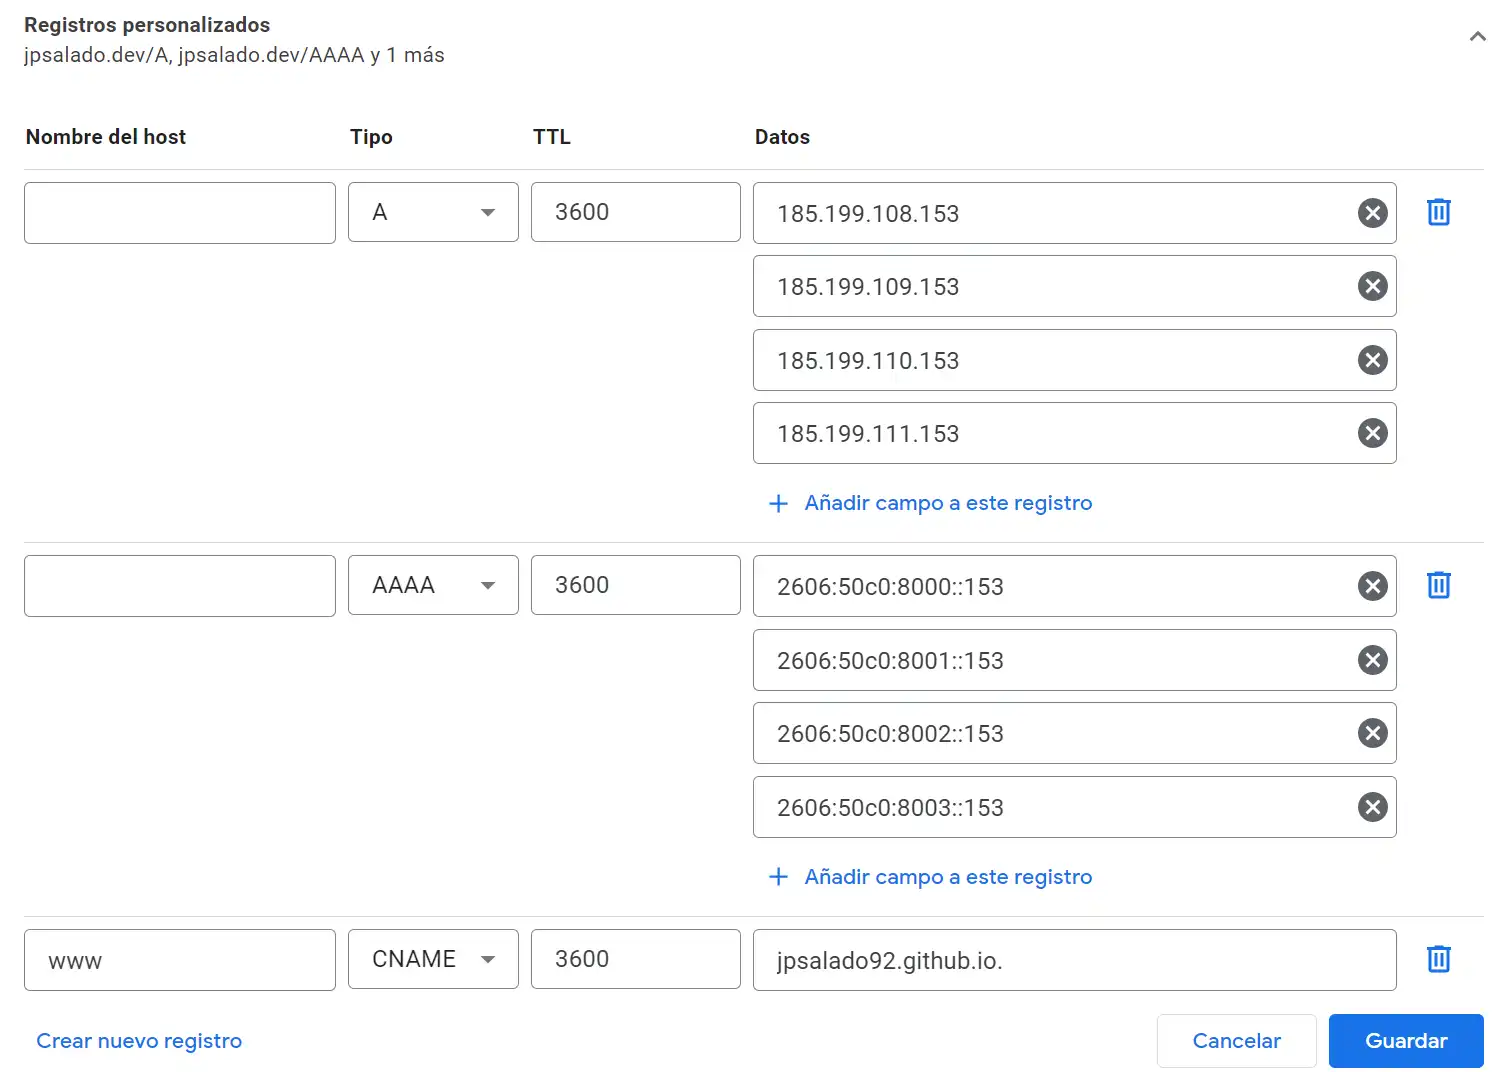 Registros personalizados
jpsalado.dev/A, jpsalado.dev/AAAA y 1 más
Nombre del host Tipo TTL Datos
A 3600 185.199.108.153
185.199.109.153
185.199.110.153
185.199.111.153
Añadir campo a este registro
AAAA 3600 2606:50c0:8000::153
2606:50c0:8001::153
2606:50c0:8002::153
2606:50c0:8003::153
Añadir campo a este registro
www CNAME 3600 jpsalado92.github.io.
Crear nuevo registro Cancelar Guardar